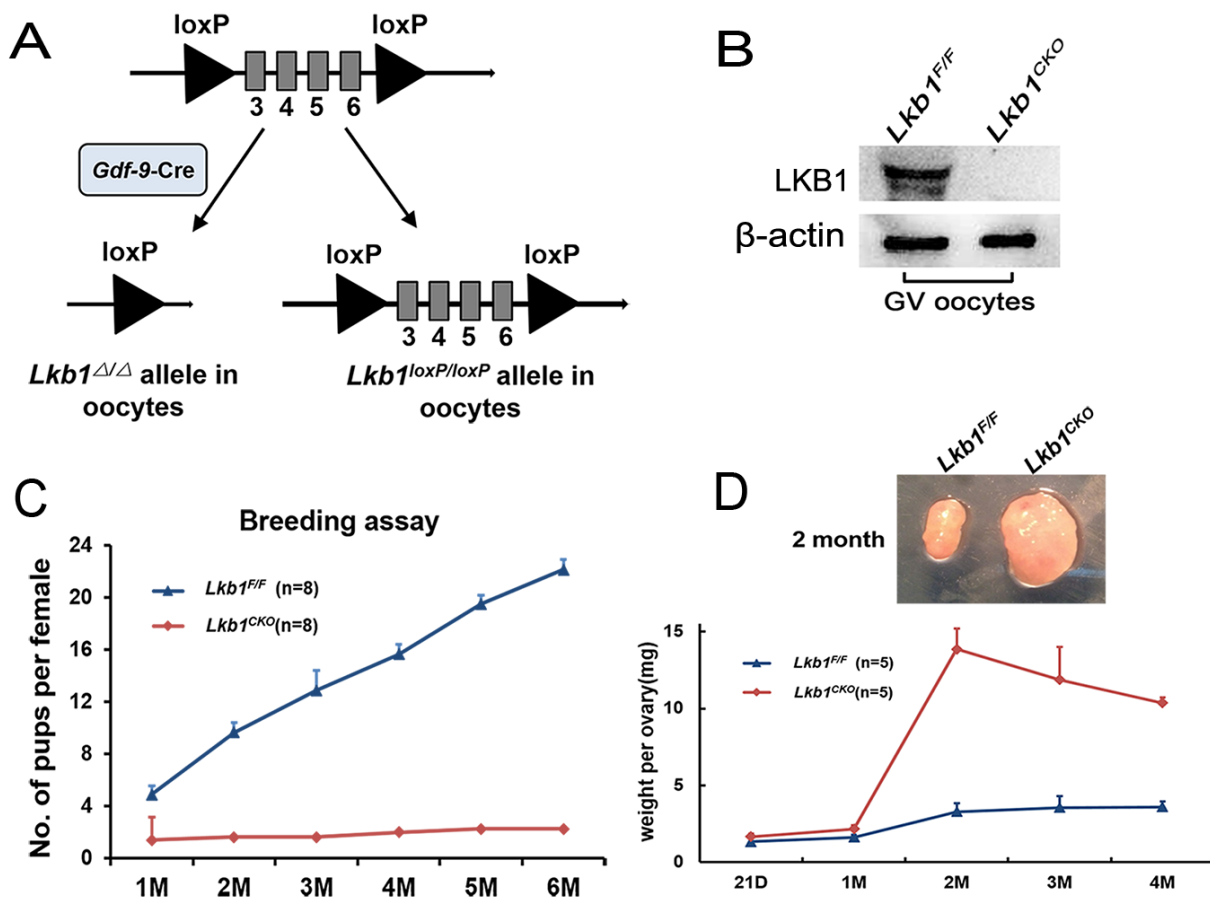 A
loxP loxP
3 4 5 6
Gdf-9-Cre
loxP
loxP loxP
3 4 5 6
Lkb1△/△ allele in
oocytes
Lkb1loxP/loxP allele in
oocytes
B
Lkb1F/F Lkb1CKO
LKB1
β-actin
GV oocytes
C
Breeding assay
No. of pups per female
24
20
16
12
8
4
0
Lkb1F/F (n=8)
Lkb1CKO(n=8)
1M 2M 3M 4M 5M 6M
D
Lkb1F/F Lkb1CKO
2 month
weight per ovary(mg)
15
10
5
0
Lkb1F/F (n=5)
Lkb1CKO(n=5)
21D 1M 2M 3M 4M